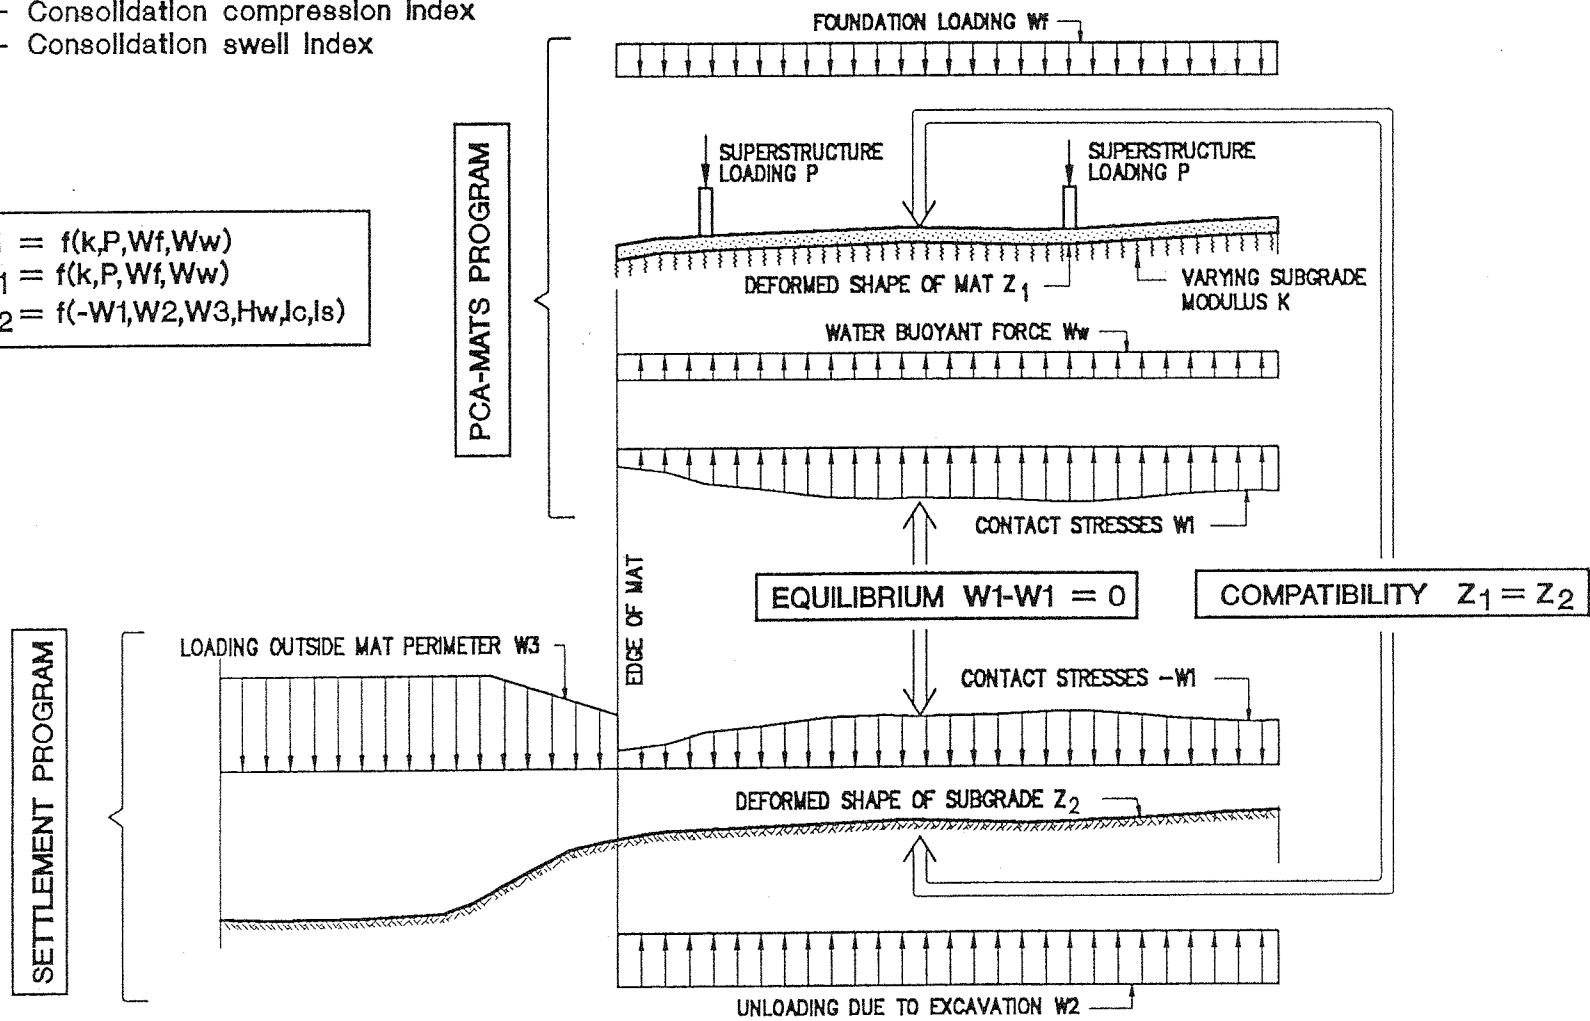 - Consolidation compression index
- Consolidation swell index
FOUNDATION LOADING Wf
PCA-MATS PROGRAM
SUPERSTRUCTURE
LOADING P
SUPERSTRUCTURE
LOADING P
= f(k,P,Wf,Ww)
1 = f(k,P,Wf,Ww)
2 = f(-W1,W2,W3,Hw,Ic,Is)
DEFORMED SHAPE OF MAT Z1
VARYING SUBGRADE
MODULUS K
WATER BUOYANT FORCE Ww
CONTACT STRESSES W1
EDGE OF MAT
EQUILIBRIUM W1-W1 = 0
COMPATIBILITY Z1 = Z2
SETTLEMENT PROGRAM
LOADING OUTSIDE MAT PERIMETER W3
CONTACT STRESSES -W1
DEFORMED SHAPE OF SUBGRADE Z2
UNLOADING DUE TO EXCAVATION W2